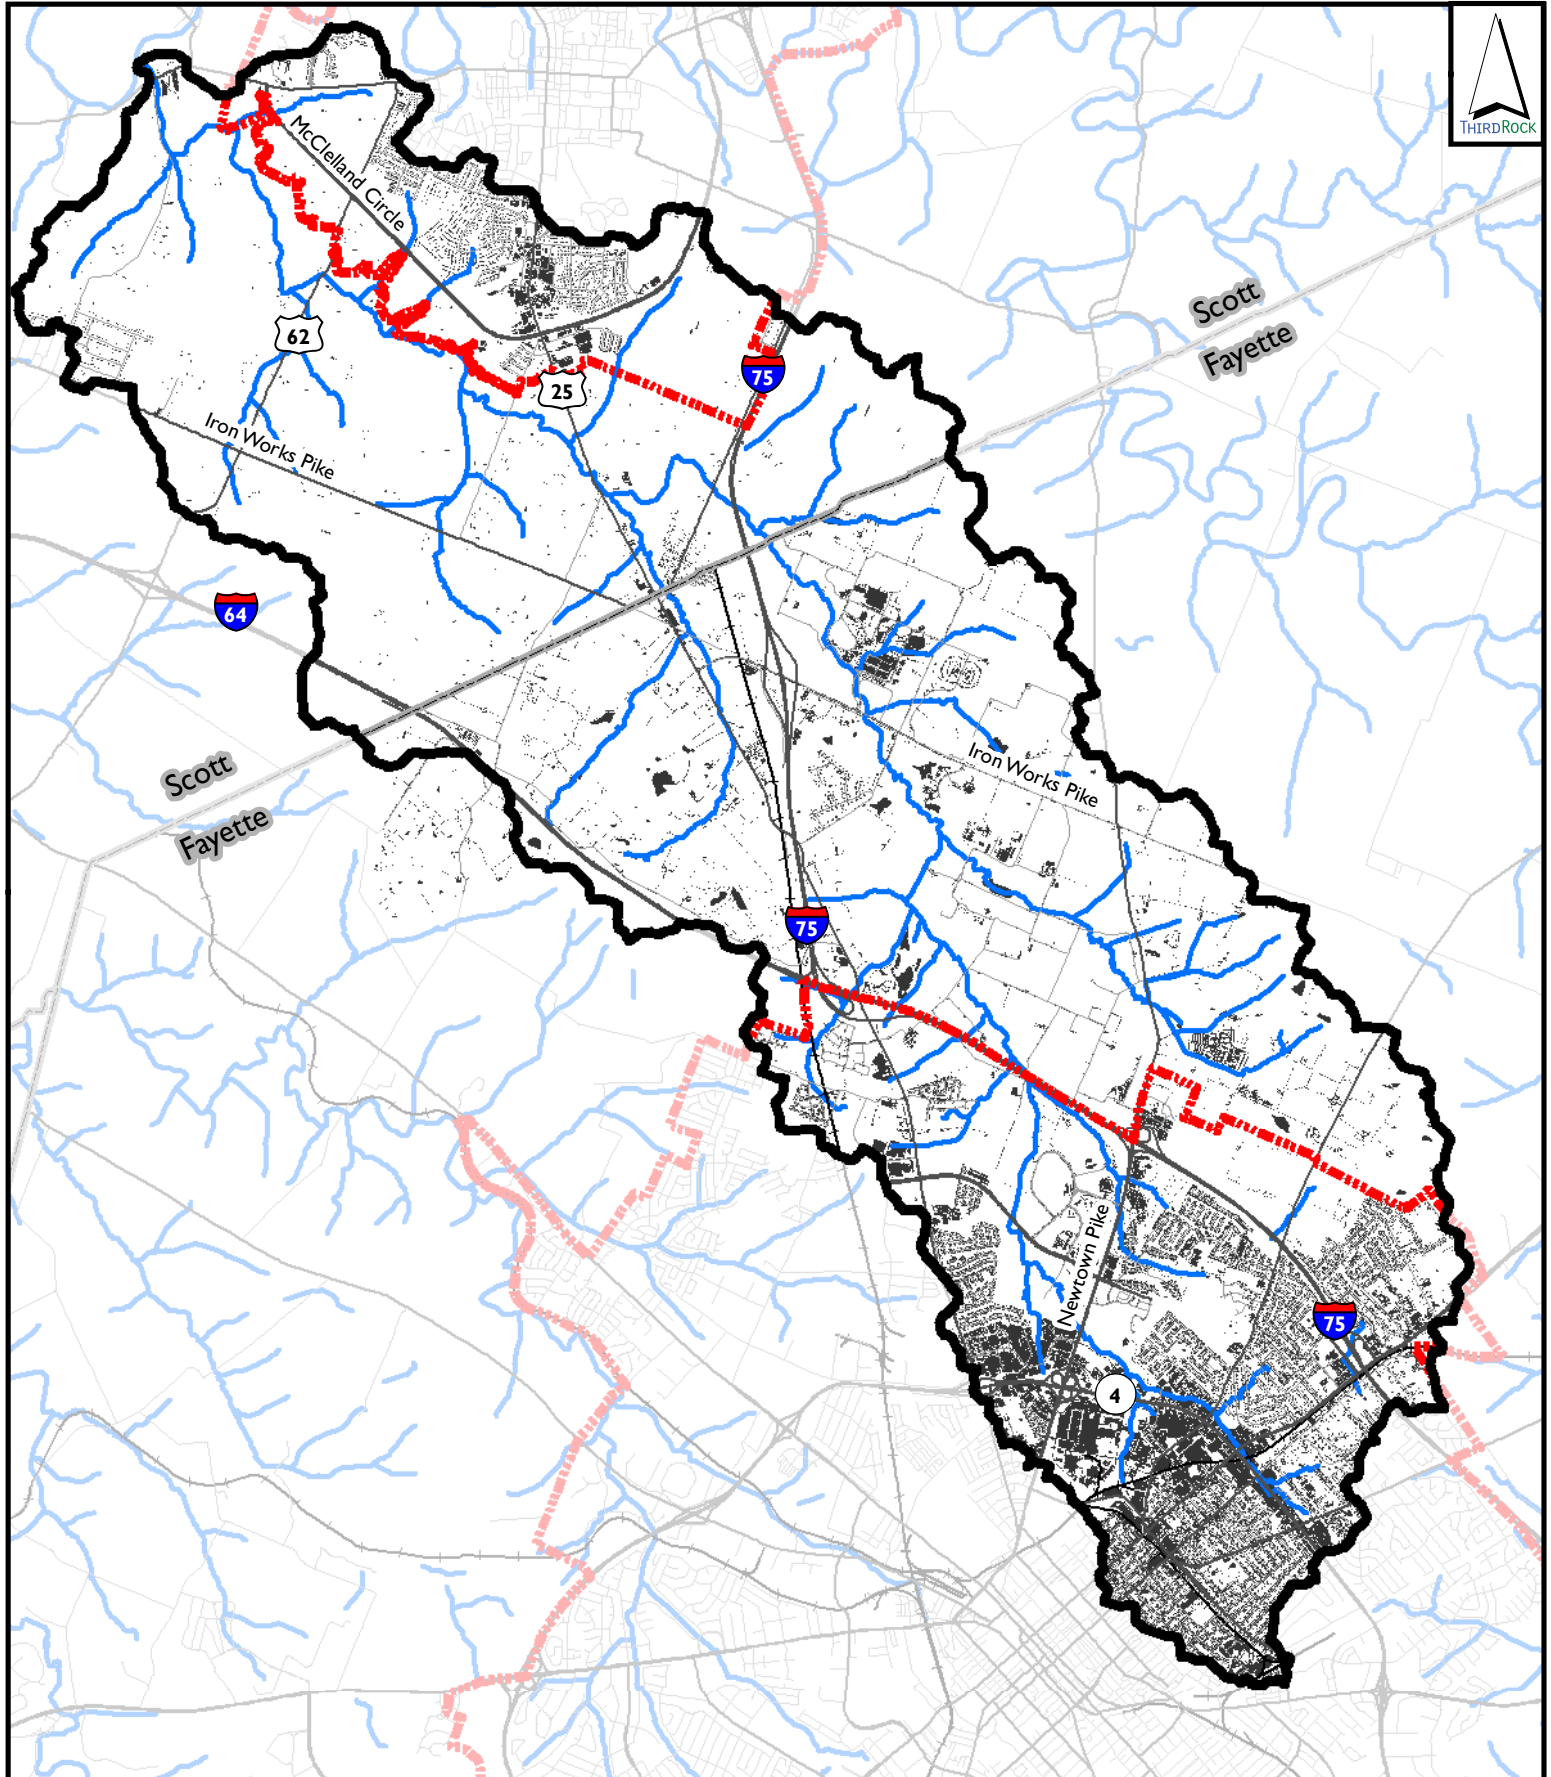 THIRDROCK
McClelland Circle
Scott
Fayette
62
75
25
Iron Works Pike
64
Iron Works Pike
Scott
Fayette
75
Newtown Pike
75
4